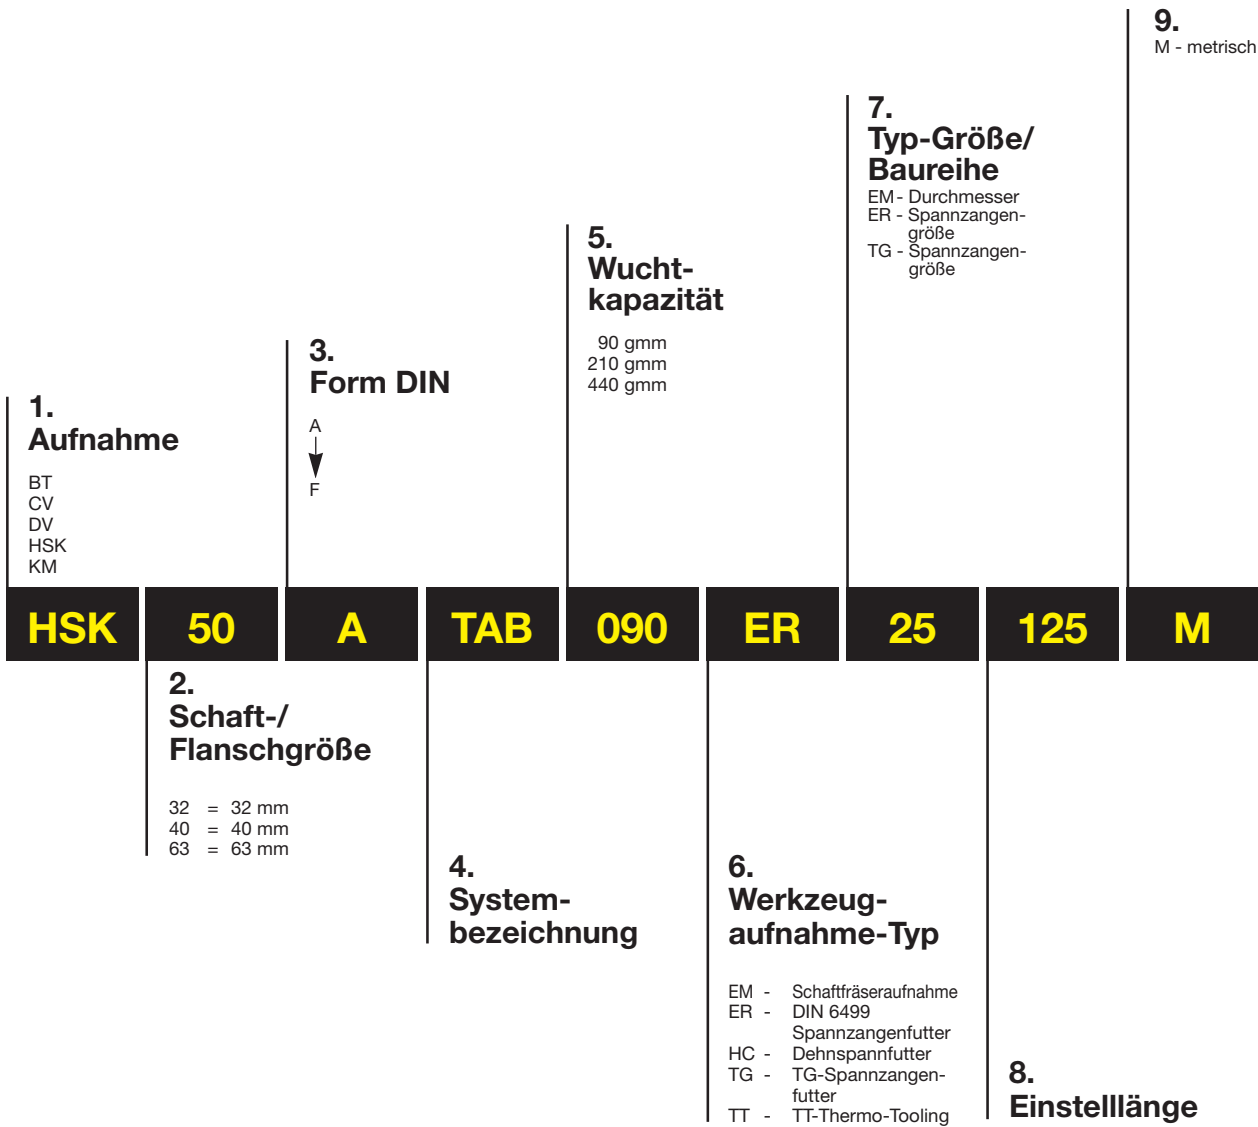 9.
M - metrisch
7.
Typ-Größe/
Baureihe
EM - Durchmesser
ER - Spannzangen-
größe
TG - Spannzangen-
größe
5.
Wucht-
kapazität
90 gmm
210 gmm
440 gmm
3.
Form DIN
A
F
1.
Aufnahme
BT
CV
DV
HSK
KM
HSK 50 A TAB 090 ER 25 125 M
2.
Schaft-/
Flanschgröße
32 = 32 mm
40 = 40 mm
63 = 63 mm
4.
System-
bezeichnung
6.
Werkzeug-
aufnahme-Typ
EM - Schaftfräseraufnahme
ER - DIN 6499
Spannzangenfutter
HC - Dehnspannfutter
TG - TG-Spannzangen-
futter
TT - TT-Thermo-Tooling
8.
Einstelllänge